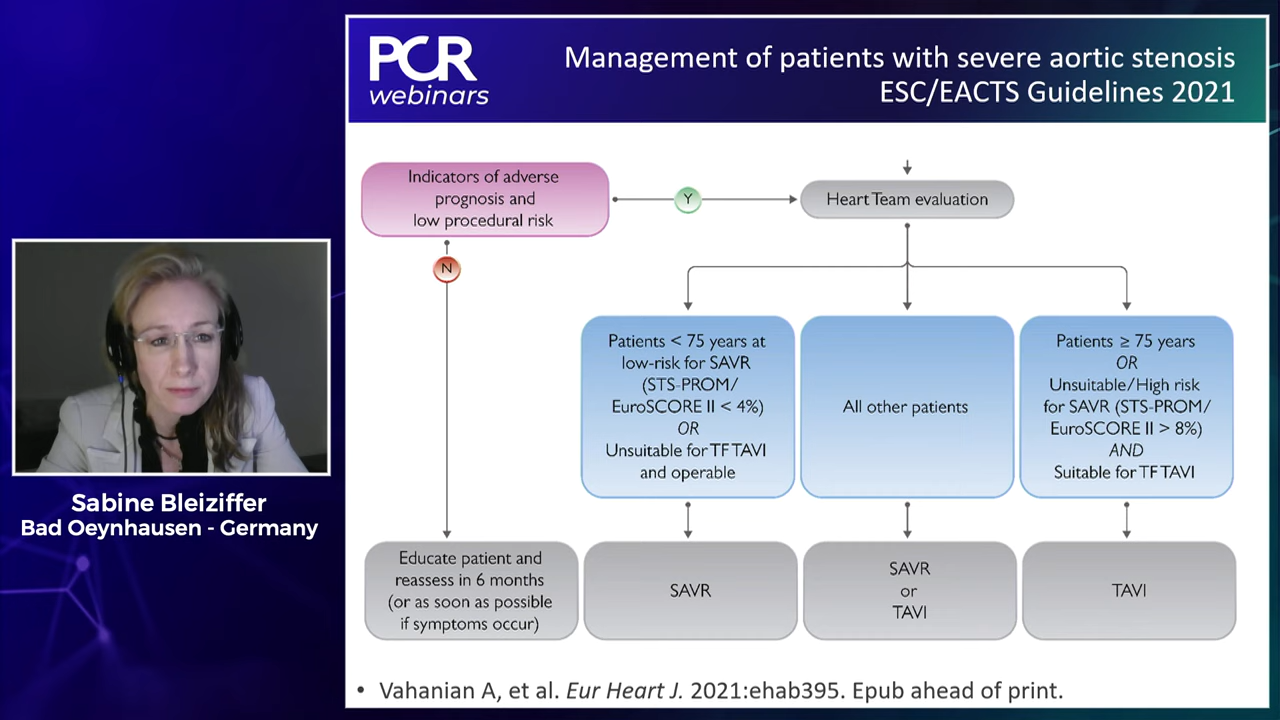 PCR
webinars
Management of patients with severe aortic stenosis
ESC/EACTS Guidelines 2021
Indicators of adverse
prognosis and
low procedural risk
Y
Heart Team evaluation
N
Patients < 75 years at
low-risk for SAVR
(STS-PROM/
EuroSCORE II < 4%)
OR
Unsuitable for TF TAVI
and operable
All other patients
Patients ≥ 75 years
OR
Unsuitable/High risk
for SAVR (STS-PROM/
EuroSCORE II > 8%)
AND
Suitable for TF TAVI
Educate patient and
reassess in 6 months
(or as soon as possible
if symptoms occur)
SAVR
SAVR
or
TAVI
TAVI
• Vahanian A, et al. Eur Heart J. 2021:ehab395. Epub ahead of print.
Sabine Bleiziffer
Bad Oeynhausen - Germany